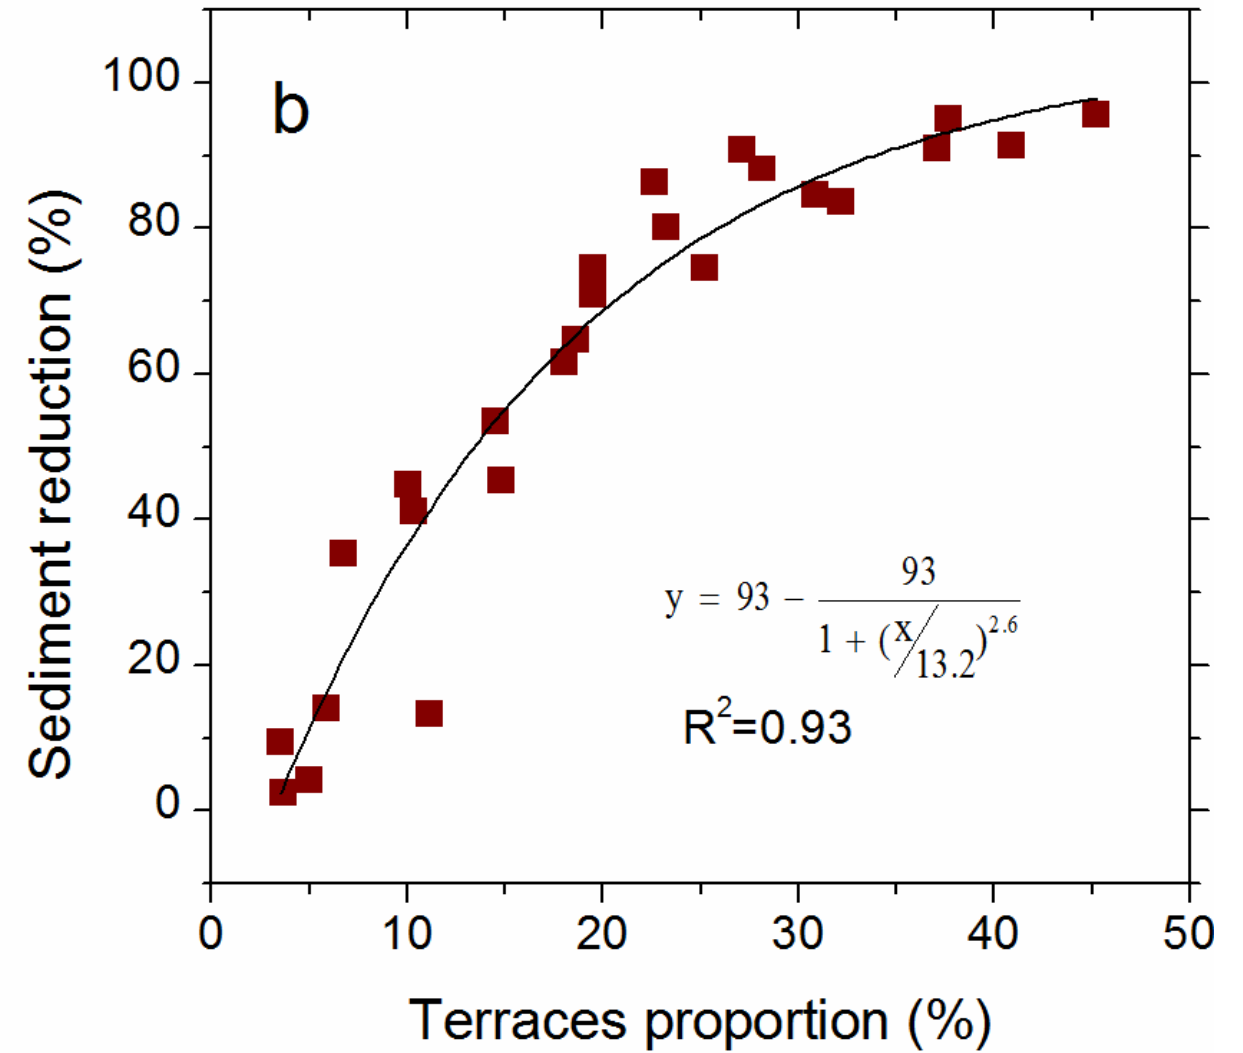 b
100
80
60
40
20
0
Sediment reduction (%)
y = 93 − 93 / (1 + (x/13.2)^2.6)
R²=0.93
0 10 20 30 40 50
Terraces proportion (%)